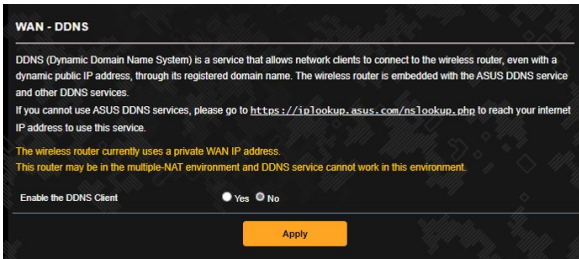 WAN - DDNS
DDNS (Dynamic Domain Name System) is a service that allows network clients to connect to the wireless router, even with a
dynamic public IP address, through its registered domain name. The wireless router is embedded with the ASUS DDNS service
and other DDNS services.
If you cannot use ASUS DDNS services, please go to https://iplookup.asus.com/nslookup.php to reach your internet
IP address to use this service.
The wireless router currently uses a private WAN IP address.
This router may be in the multiple-NAT environment and DDNS service cannot work in this environment.
Enable the DDNS Client Yes No
Apply